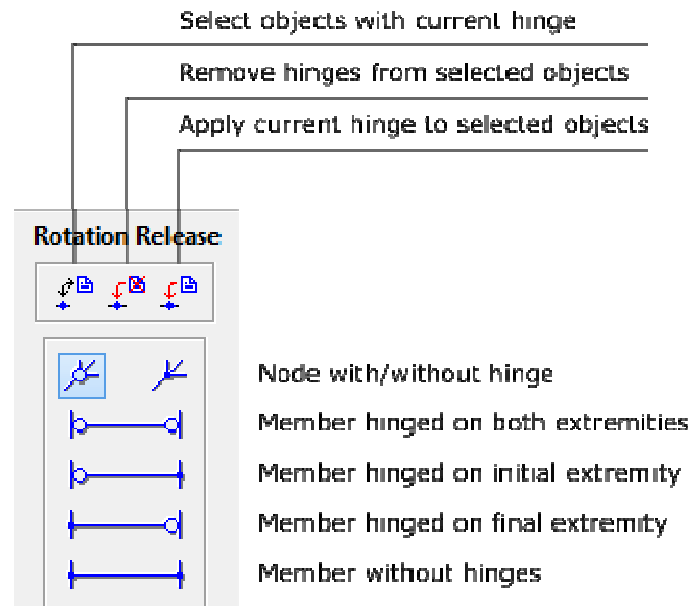 Select objects with current hinge
Remove hinges from selected objects
Apply current hinge to selected objects
Rotation Release:
Node with/without hinge
Member hinged on both extremities
Member hinged on initial extremity
Member hinged on final extremity
Member without hinges